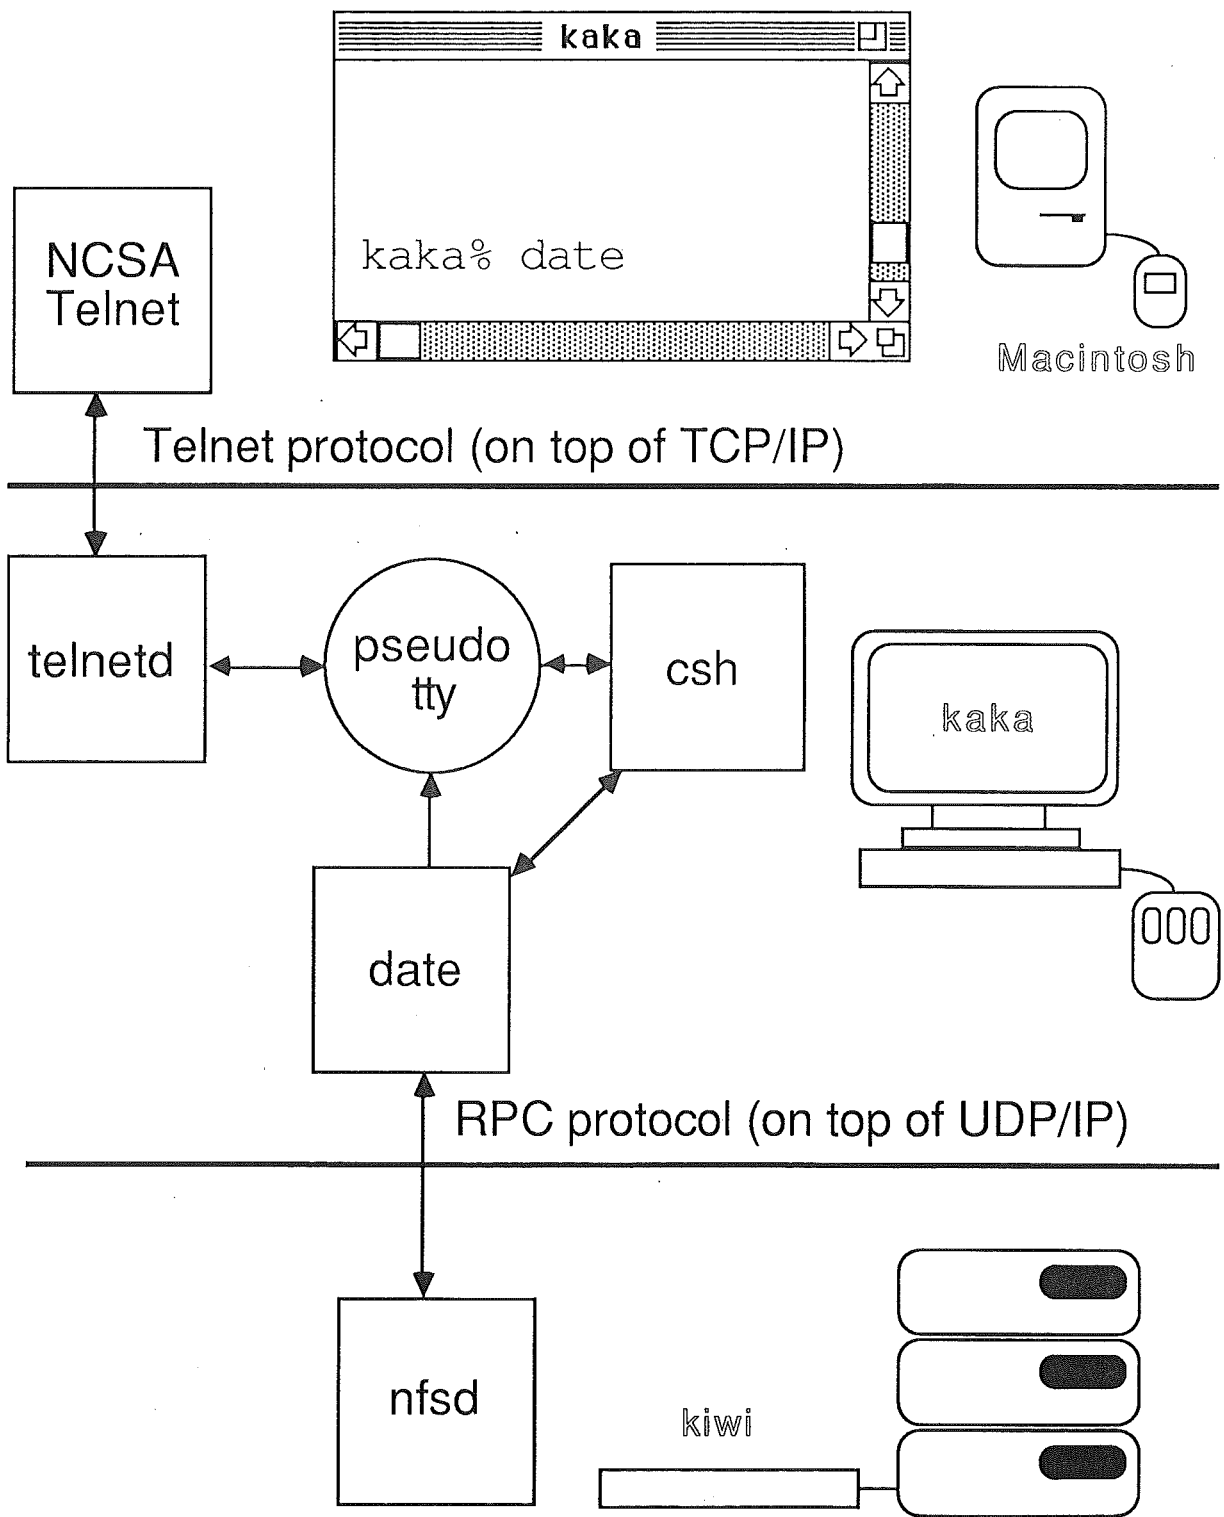 kaka
NCSA
Telnet
kaka% date
Macintosh
Telnet protocol (on top of TCP/IP)
telnetd
pseudo
tty
csh
kaka
date
RPC protocol (on top of UDP/IP)
nfsd
kiwi